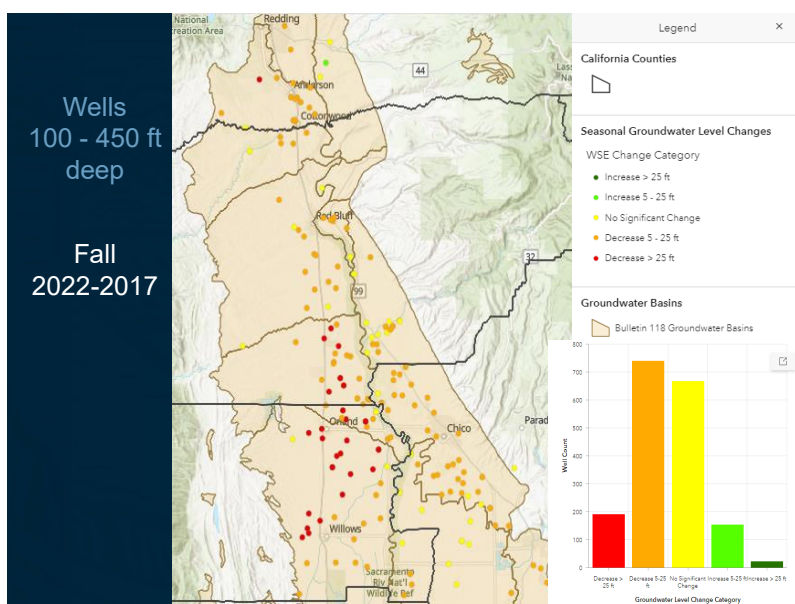 Wells
100 - 450 ft
deep
Fall
2022-2017
National
Redding
44
Anderson
Cottonwood
Red Bluff
32
99
Orland
Chico
Parad
Willows
Sacramento
Riv Nat'l
Wildlife Ref
Legend
×
California Counties
Seasonal Groundwater Level Changes
WSE Change Category
Increase > 25 ft
Increase 5 - 25 ft
No Significant Change
Decrease 5 - 25 ft
Decrease > 25 ft
Groundwater Basins
Bulletin 118 Groundwater Basins
800
700
600
500
400
300
200
100
0
Well Count
Decrease >
25 ft
Decrease 5-25
ft
No Significant
Change
Increase 5-25 ft
Increase > 25 ft
Groundwater Level Change Category